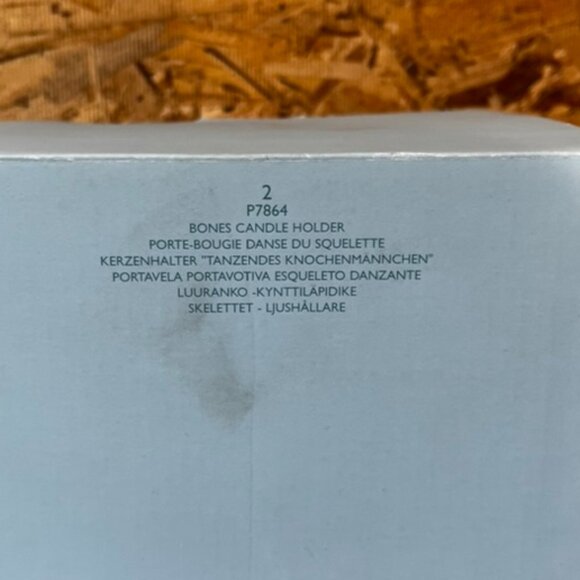 2
P7864
BONES CANDLE HOLDER
PORTE-BOUGIE DANSE DU SQUELETTE
KERZENHALTER "TANZENDES KNOCHENMÄNNCHEN"
PORTAVELA PORTAVOTIVA ESQUELETO DANZANTE
LUURANKO -KYNTTILÄPIDIKE
SKELETTET - LJUSHÅLLARE